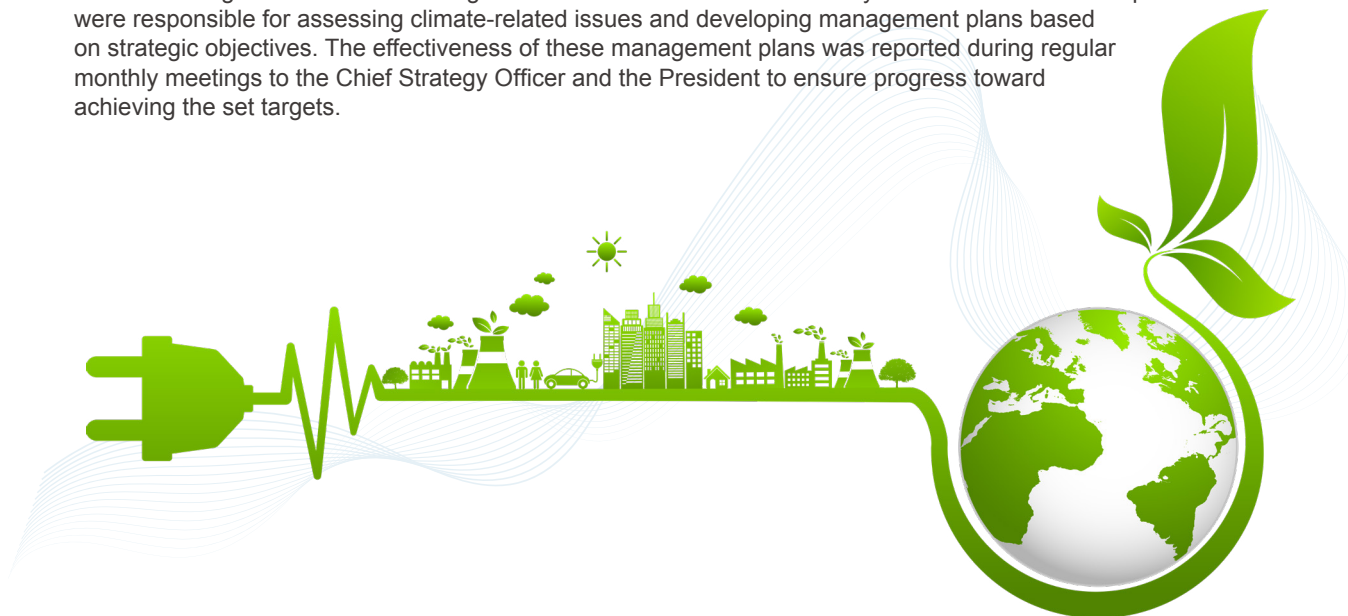 were responsible for assessing climate-related issues and developing management plans based
on strategic objectives. The effectiveness of these management plans was reported during regular
monthly meetings to the Chief Strategy Officer and the President to ensure progress toward
achieving the set targets.